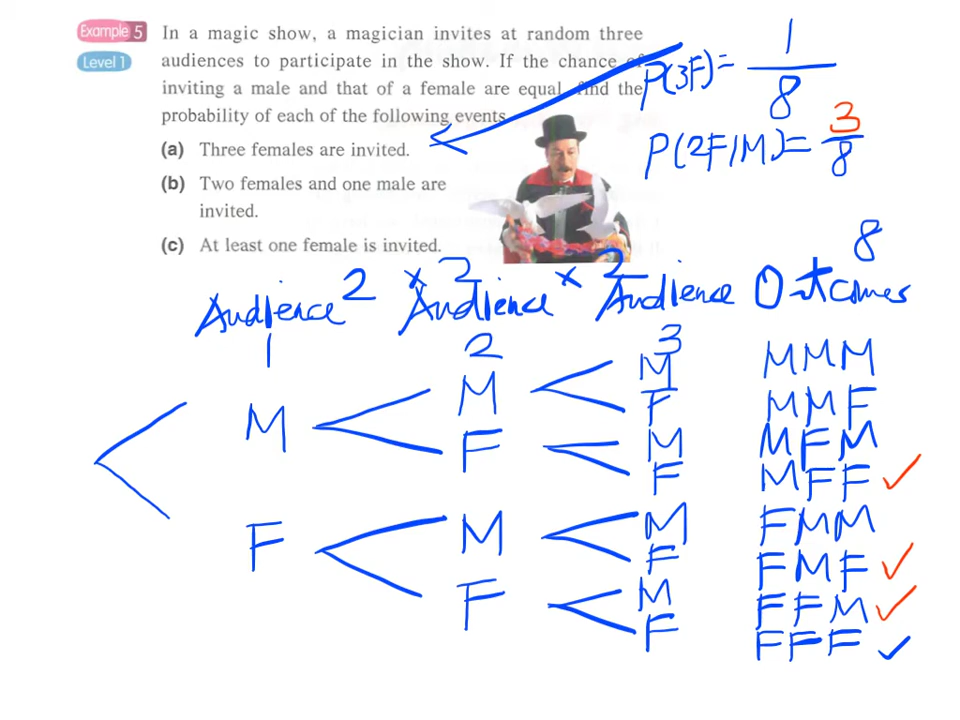 Example 5 In a magic show, a magician invites at random three
Level 1 audiences to participate in the show. If the chance of
inviting a male and that of a female are equal, find the
probability of each of the following events.
(a) Three females are invited.
(b) Two females and one male are
invited.
(c) At least one female is invited.
P(3F)= 1/8
P(2F1M)= 3/8
2 × 2 × 2 8
Audience Audience Audience Outcomes
1 2 3
M M M MMM
F MMF
F M MFM
F MFF ✓
F M M FMM
F FMF ✓
F M FFM ✓
F FFF ✓